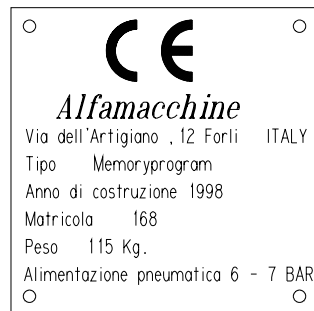 CE
Alfamacchine
Via dell'Artigiano , 12 Forli ITALY
Tipo Memoryprogram
Anno di costruzione 1998
Matricola 168
Peso 115 Kg.
Alimentazione pneumatica 6 - 7 BAR